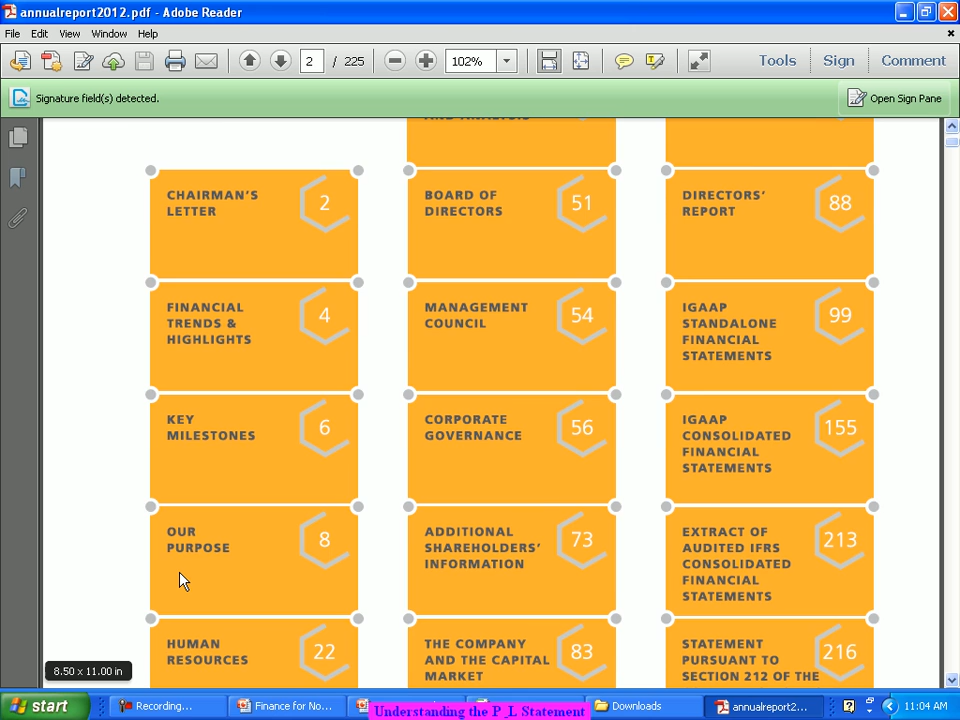 annualreport2012.pdf - Adobe Reader
File Edit View Window Help
2 / 225
102%
Tools Sign Comment
Signature field(s) detected.
Open Sign Pane
CHAIRMAN'S
LETTER
2
FINANCIAL
TRENDS &
HIGHLIGHTS
4
KEY
MILESTONES
6
OUR
PURPOSE
8
HUMAN
RESOURCES
22
AND ANALYSIS
BOARD OF
DIRECTORS
51
MANAGEMENT
COUNCIL
54
CORPORATE
GOVERNANCE
56
ADDITIONAL
SHAREHOLDERS'
INFORMATION
73
THE COMPANY
AND THE CAPITAL
MARKET
83
DIRECTORS'
REPORT
88
IGAAP
STANDALONE
FINANCIAL
STATEMENTS
99
IGAAP
CONSOLIDATED
FINANCIAL
STATEMENTS
155
EXTRACT OF
AUDITED IFRS
CONSOLIDATED
FINANCIAL
STATEMENTS
213
STATEMENT
PURSUANT TO
SECTION 212 OF THE
216
8.50 x 11.00 in
start
Recording...
Finance for No...
Downloads
annualreport2...
11:04 AM
Understanding the P_L Statement